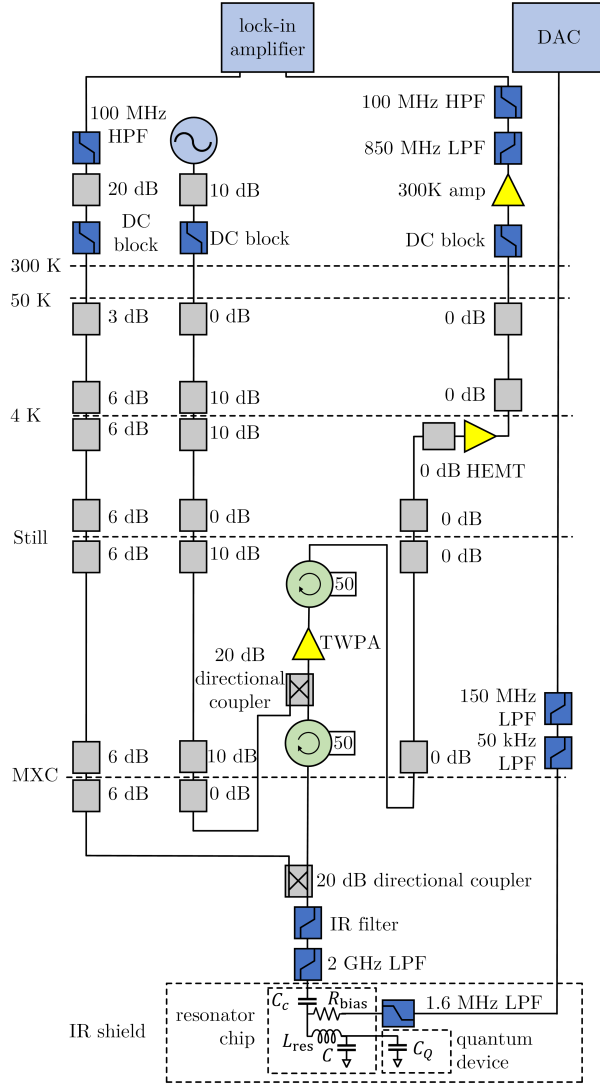 lock-in
amplifier
DAC
100 MHz
HPF
100 MHz HPF
850 MHz LPF
20 dB
10 dB
300K amp
DC
block
DC block
DC block
300 K
50 K
3 dB
0 dB
0 dB
6 dB
10 dB
0 dB
4 K
6 dB
10 dB
0 dB HEMT
6 dB
0 dB
0 dB
Still
6 dB
10 dB
0 dB
50
TWPA
20 dB
directional
coupler
150 MHz
LPF
50
50 kHz
LPF
6 dB
10 dB
0 dB
MXC
6 dB
0 dB
20 dB directional coupler
IR filter
2 GHz LPF
IR shield
resonator
chip
C_c
R_bias
1.6 MHz LPF
L_res
C
C_Q
quantum
device